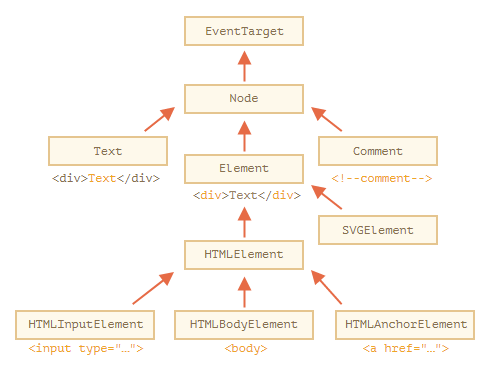 EventTarget
Node
Text
<div>Text</div>
Element
<div>Text</div>
Comment
<!--comment-->
SVGElement
HTMLElement
HTMLInputElement
<input type="…">
HTMLBodyElement
<body>
HTMLAnchorElement
<a href="…">